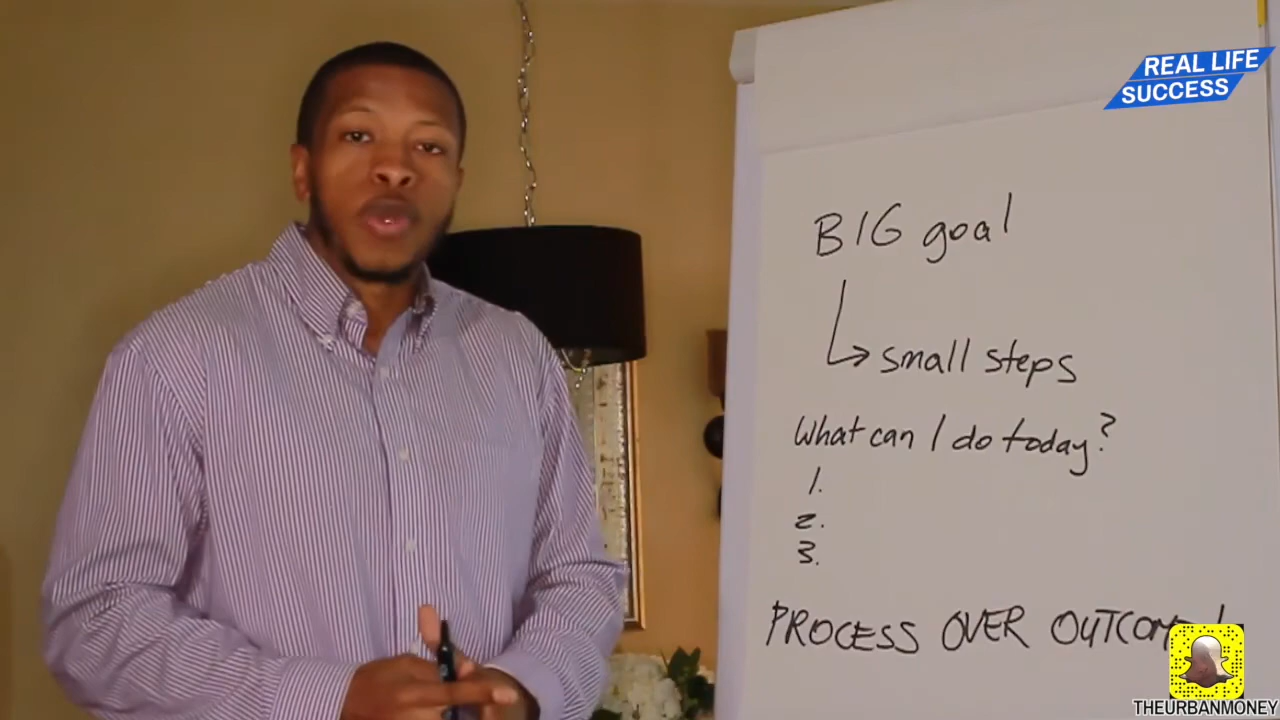 REAL LIFE
SUCCESS
BIG goal
small steps
What can I do today?
1.
2.
3.
PROCESS OVER
THEURBANMONEY